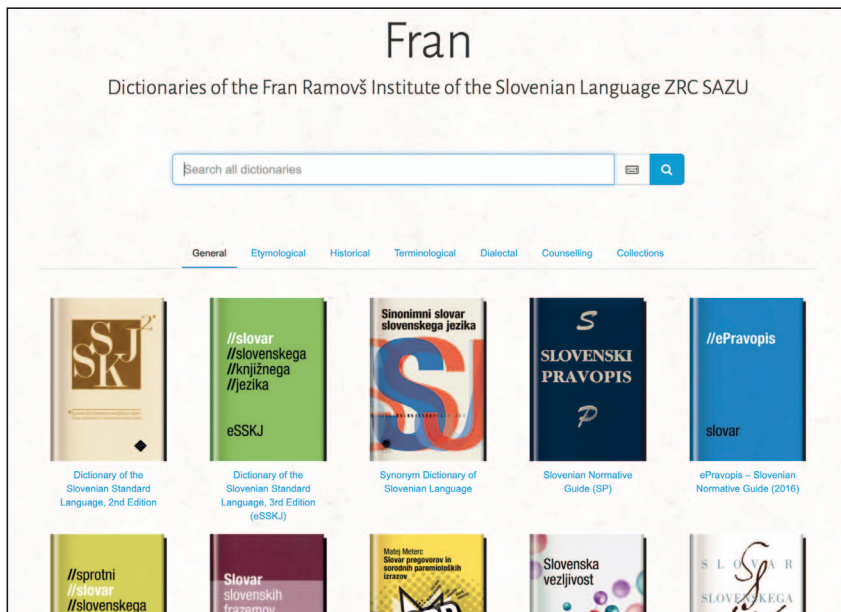 Fran
Dictionaries of the Fran Ramovš Institute of the Slovenian Language ZRC SAZU
Search all dictionaries
General Etymological Historical Terminological Dialectal Counselling Collections
SSKJ 2
//slovar
//slovenskega
//knjižnega
//jezika
eSSKJ
Sinonimni slovar
slovenskega jezika
SSJ
S
SLOVENSKI
PRAVOPIS
P
//ePravopis
slovar
Dictionary of the
Slovenian Standard
Language, 2nd Edition
Dictionary of the
Slovenian Standard
Language, 3rd Edition
(eSSKJ)
Synonym Dictionary of
Slovenian Language
Slovenian Normative
Guide (SP)
ePravopis – Slovenian
Normative Guide (2016)
//sprotni
//slovar
//slovenskega
Slovar
slovenskih
frazemov
Matej Meterc
Slovar pregovorov in
sorodnih paremioloških
izrazov
Slovenska
vezljivost
SLOVAR
SLOVENSKEGA